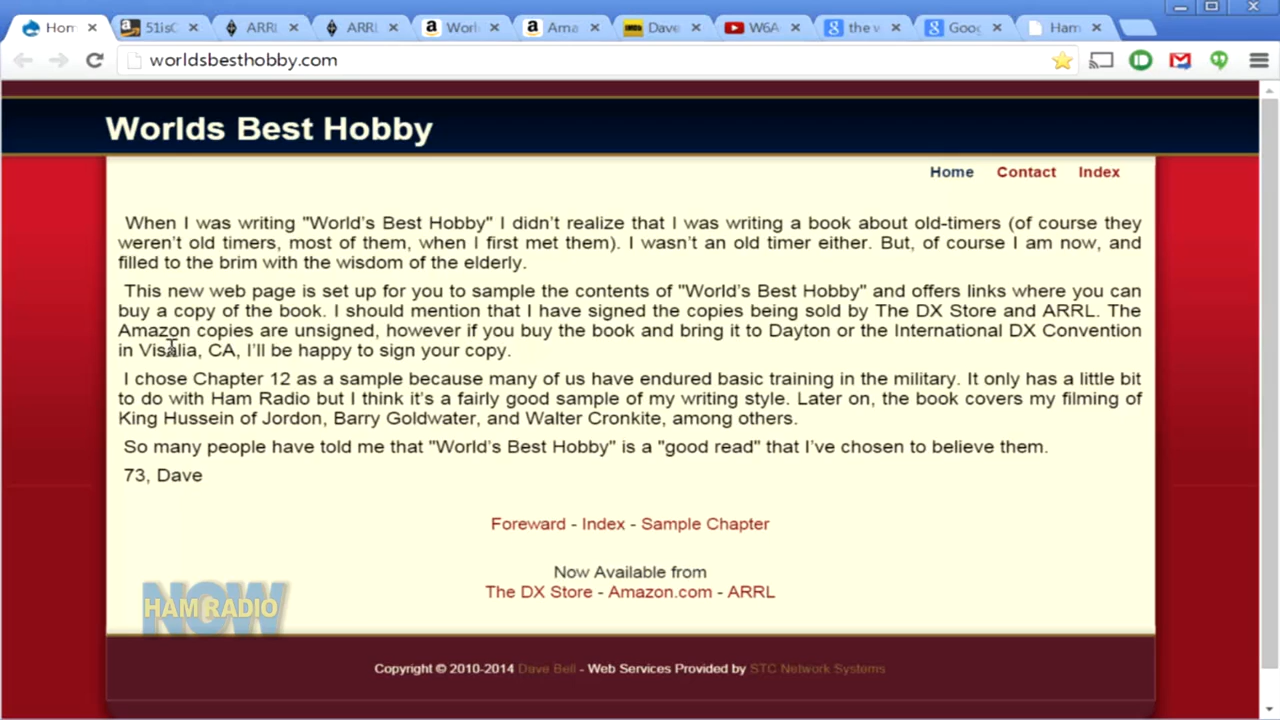 Hom
51isC
ARRL
ARRL
Worl
Ama
Dave
W6A
the v
Goog
Ham
worldsbesthobby.com
Worlds Best Hobby
Home Contact Index
When I was writing "World's Best Hobby" I didn't realize that I was writing a book about old-timers (of course they
weren't old timers, most of them, when I first met them). I wasn't an old timer either. But, of course I am now, and
filled to the brim with the wisdom of the elderly.
This new web page is set up for you to sample the contents of "World's Best Hobby" and offers links where you can
buy a copy of the book. I should mention that I have signed the copies being sold by The DX Store and ARRL. The
Amazon copies are unsigned, however if you buy the book and bring it to Dayton or the International DX Convention
in Visalia, CA, I'll be happy to sign your copy.
I chose Chapter 12 as a sample because many of us have endured basic training in the military. It only has a little bit
to do with Ham Radio but I think it's a fairly good sample of my writing style. Later on, the book covers my filming of
King Hussein of Jordon, Barry Goldwater, and Walter Cronkite, among others.
So many people have told me that "World's Best Hobby" is a "good read" that I've chosen to believe them.
73, Dave
Foreward - Index - Sample Chapter
Now Available from
The DX Store - Amazon.com - ARRL
NOW
HAM RADIO
Copyright © 2010-2014 Dave Bell - Web Services Provided by STC Network Systems